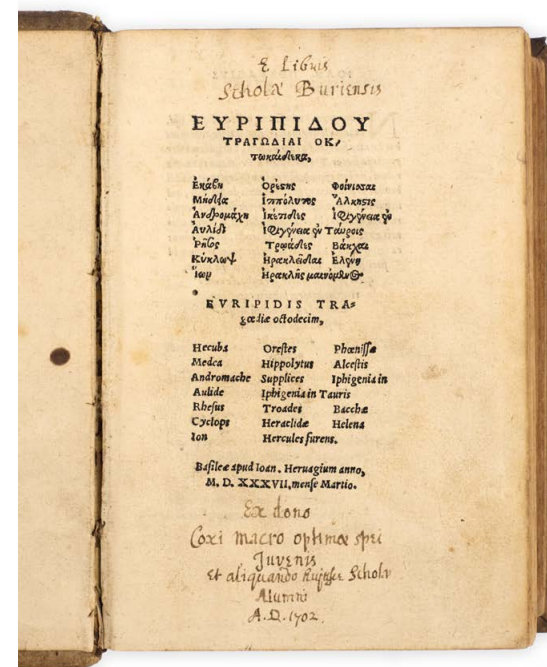 E Libris
Scholæ Buriensis
ΕΥΡΙΠΙΔΟΥ
ΤΡΑΓΩΔΙΑΙ ΟΚ-
τωκαίδεκα,
Ἑκάβη Ὀρέστης Φοίνισσαι
Μήδεια Ἱππόλυτος Ἄλκηστις
Ἀνδρομάχη Ἱκέτιδες Ἰφιγένεια ἐν
Αὐλίδι Ἰφιγένεια ἐν Ταύροις
Ῥῆσος Τρῳάδες Βάκχαι
Κύκλωψ Ἡρακλεῖδαι Ἑλένη
Ἴων Ἡρακλῆς μαινόμενος
EVRIPIDIS TRA-
gœdiæ octodecim,
Hecuba Orestes Phœnissæ
Medea Hippolytus Alcestis
Andromache Supplices Iphigenia in
Aulide Iphigenia in Tauris
Rhesus Troades Bacchæ
Cyclops Heraclidæ Helena
Ion Hercules furens.
Basileæ apud Ioan. Heruagium anno,
M. D. XXXVII. mense Martio.
Ex dono
Coxi Macro optimæ spei
Juvenis
Et aliquando hujusce Scholæ
Alumni
A.D. 1702.